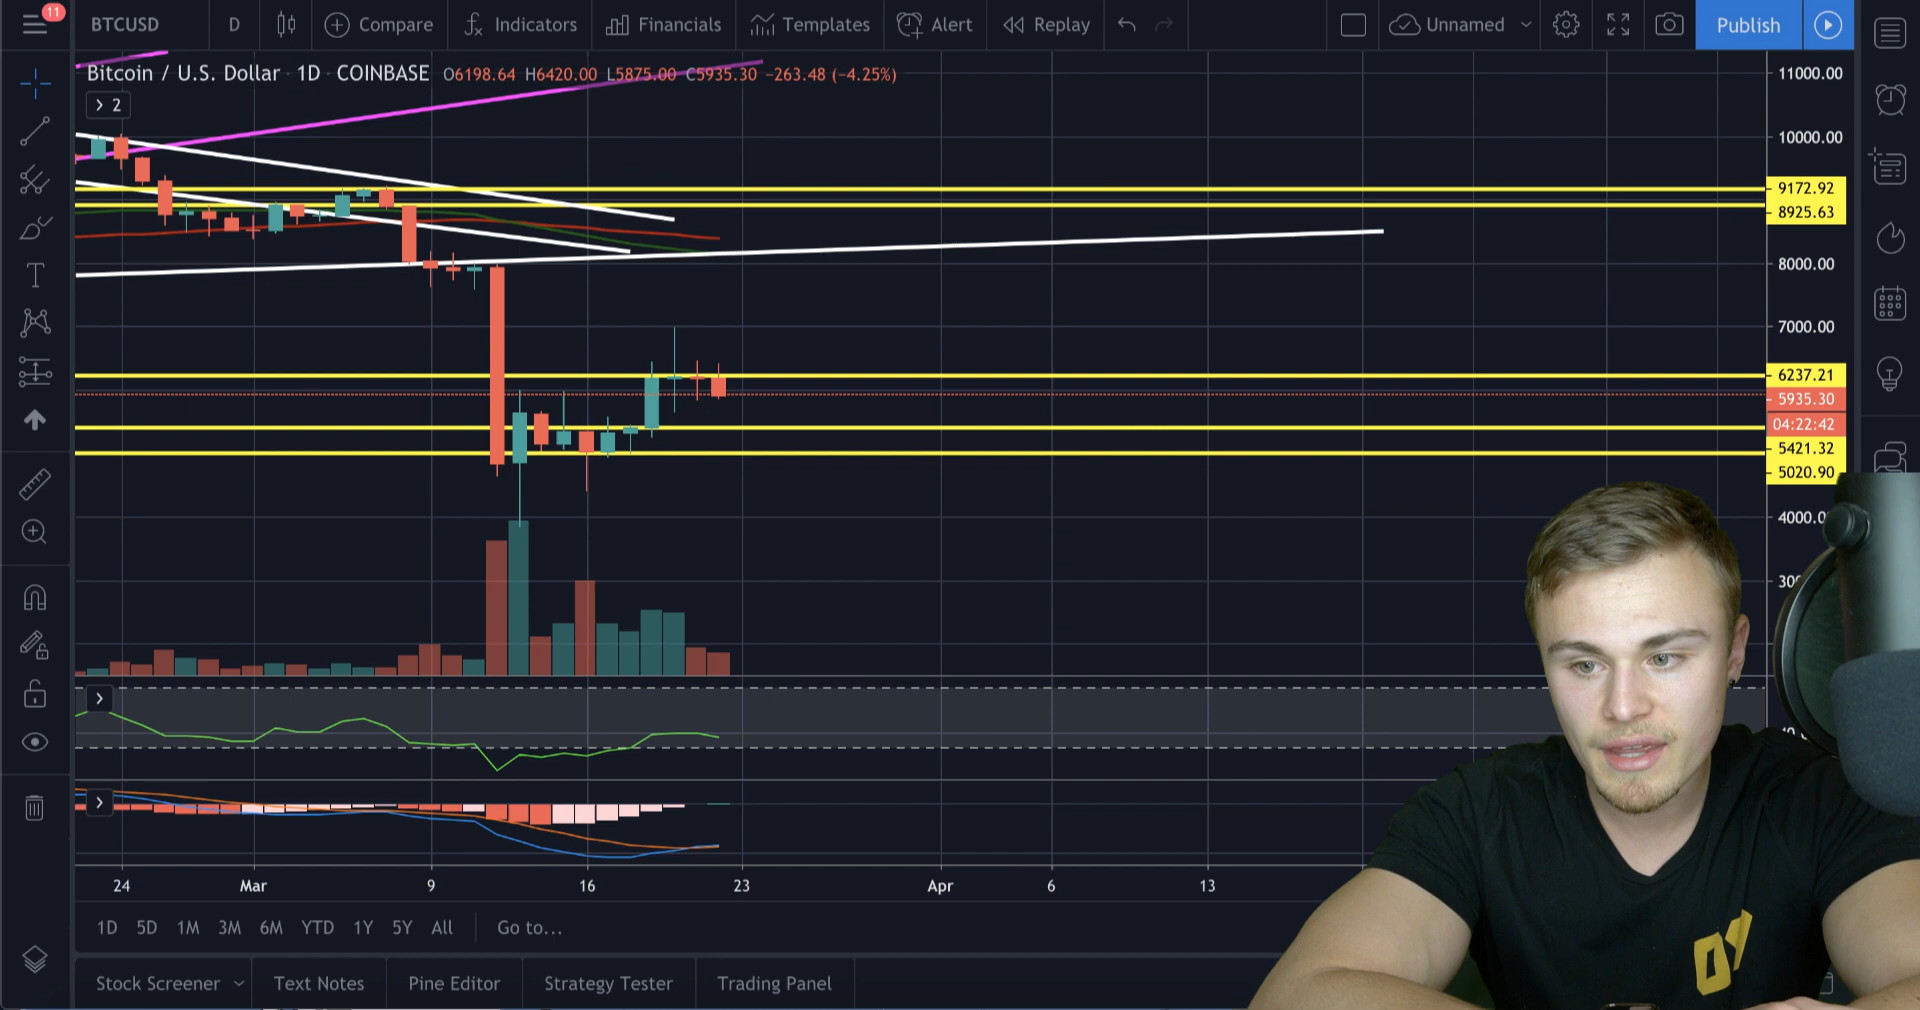 11
BTCUSD D Compare Indicators Financials Templates Alert Replay Unnamed Publish
Bitcoin / U.S. Dollar 1D COINBASE O6198.64 H6420.00 L5875.00 C5935.30 −263.48 (−4.25%)
2
11000.00
10000.00
9172.92
8925.63
8000.00
7000.00
6237.21
5935.30
04:22:42
5421.32
5020.90
24 Mar 9 16 23 Apr 6 13
1D 5D 1M 3M 6M YTD 1Y 5Y All Go to...
Stock Screener Text Notes Pine Editor Strategy Tester Trading Panel